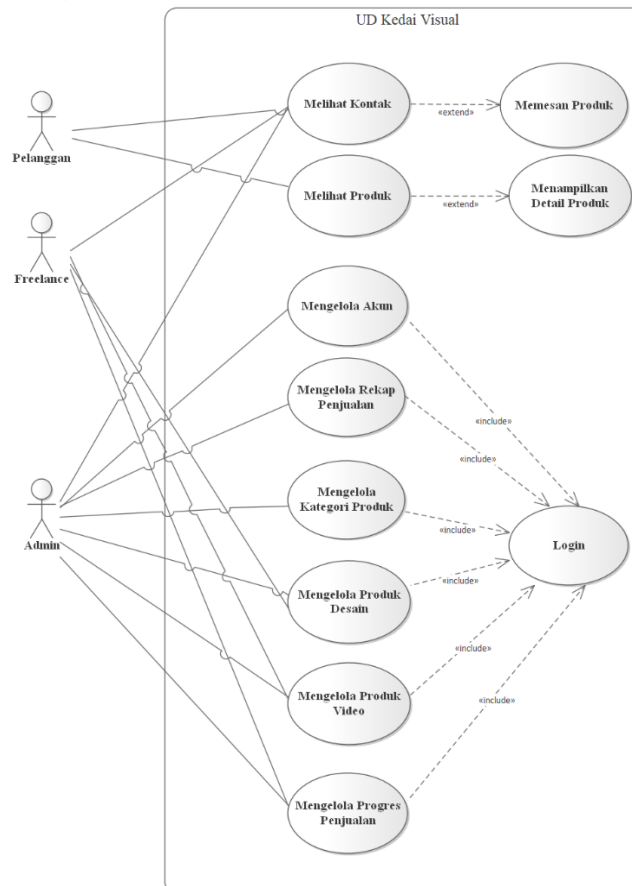 UD Kedai Visual
Pelanggan
Melihat Kontak
«extend»
Memesan Produk
Melihat Produk
«extend»
Menampilkan
Detail Produk
Freelance
Mengelola Akun
«include»
Mengelola Rekap
Penjualan
«include»
Admin
Mengelola
Kategori Produk
«include»
Login
Mengelola Produk
Desain
«include»
Mengelola Produk
Video
«include»
Mengelola Progres
Penjualan
«include»